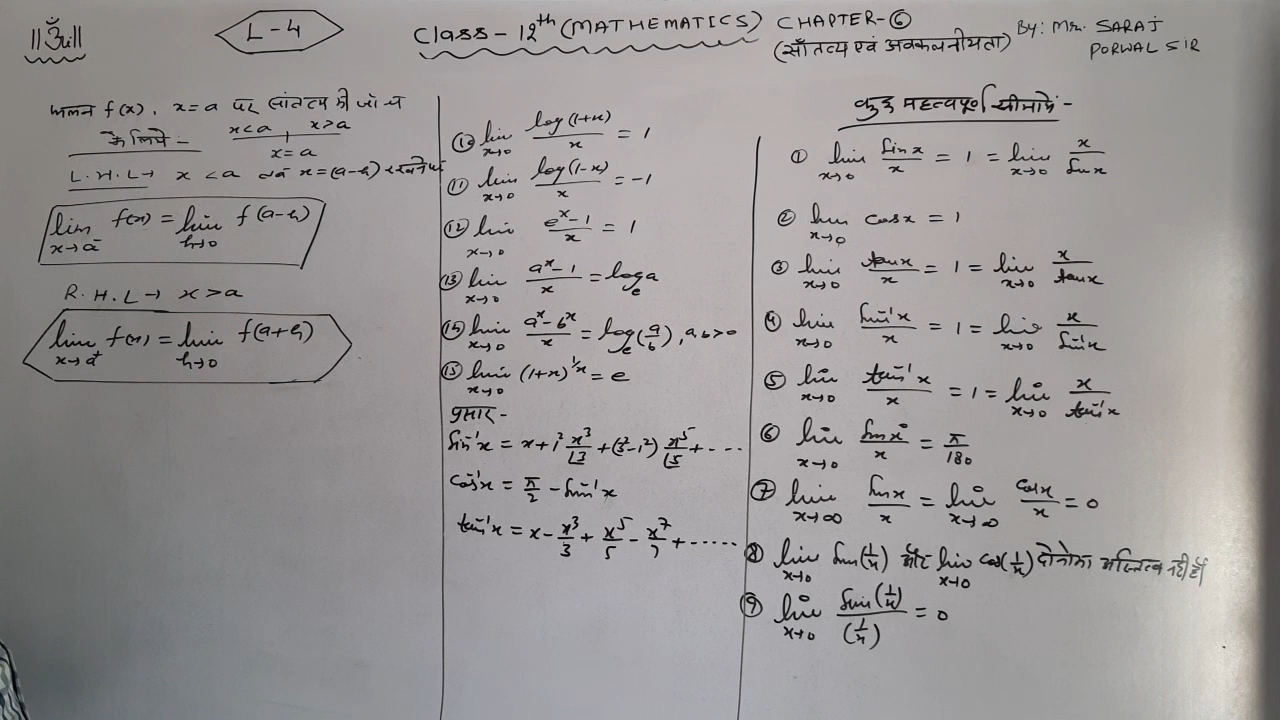 ॥ॐ॥
L-4
Class-12th (MATHEMATICS) CHAPTER-⑥
(साँतत्य एवं अवकलनीयता)
By: Mr. SARAJ
PORWAL SIR
फलन f(x), x=a पर सांतत्य की जाँच
के लिये -
x<a x>a
x=a
L.H.L→ x<a तब x=(a-h) रखने पर
lim x→a⁻ f(x) = lim h→0 f(a-h)
R.H.L→ x>a
lim x→a⁺ f(x) = lim h→0 f(a+h)
⑩ lim x→0 log(1+x)/x = 1
⑪ lim x→0 log(1-x)/x = -1
⑫ lim x→0 (eˣ-1)/x = 1
⑬ lim x→0 (aˣ-1)/x = logₑa
lim x→0 (aˣ-bˣ)/x = logₑ(a/b), a,b>0
⑮ lim x→0 (1+x)^1/x = e
प्रसार -
Sin⁻¹x = x + 1² x³/⌊3 + (3²-1²) x⁵/⌊5 + ----
Cos⁻¹x = π/2 - Sin⁻¹x
tan⁻¹x = x - x³/3 + x⁵/5 - x⁷/7 + ------
कुछ महत्वपूर्ण सीमायें -
① lim x→0 Sinx/x = 1 = lim x→0 x/Sinx
② lim x→0 cosx = 1
③ lim x→0 tanx/x = 1 = lim x→0 x/tanx
④ lim x→0 Sin⁻¹x/x = 1 = lim x→0 x/Sin⁻¹x
⑤ lim x→0 tan⁻¹x/x = 1 = lim x→0 x/tan⁻¹x
⑥ lim x→0 Sinx°/x = π/180
⑦ lim x→∞ Sinx/x = lim x→∞ Cosx/x = 0
⑧ lim x→0 Sin(1/x) और lim x→0 cos(1/x) दोनोका अस्तित्व नहीं है
⑨ lim x→0 Sin(1/x)/(1/x) = 0